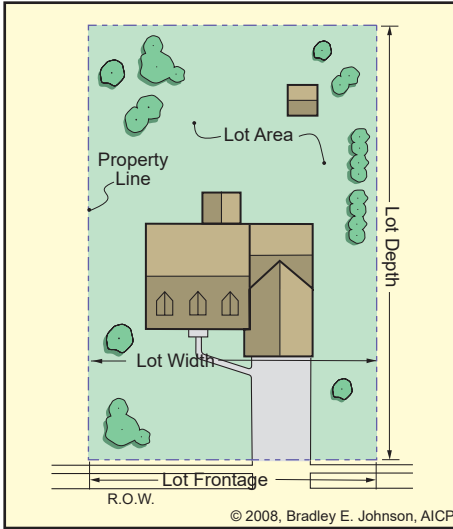 Lot Area
Property
Line
Lot Depth
Lot Width
Lot Frontage
R.O.W.
© 2008, Bradley E. Johnson, AICP